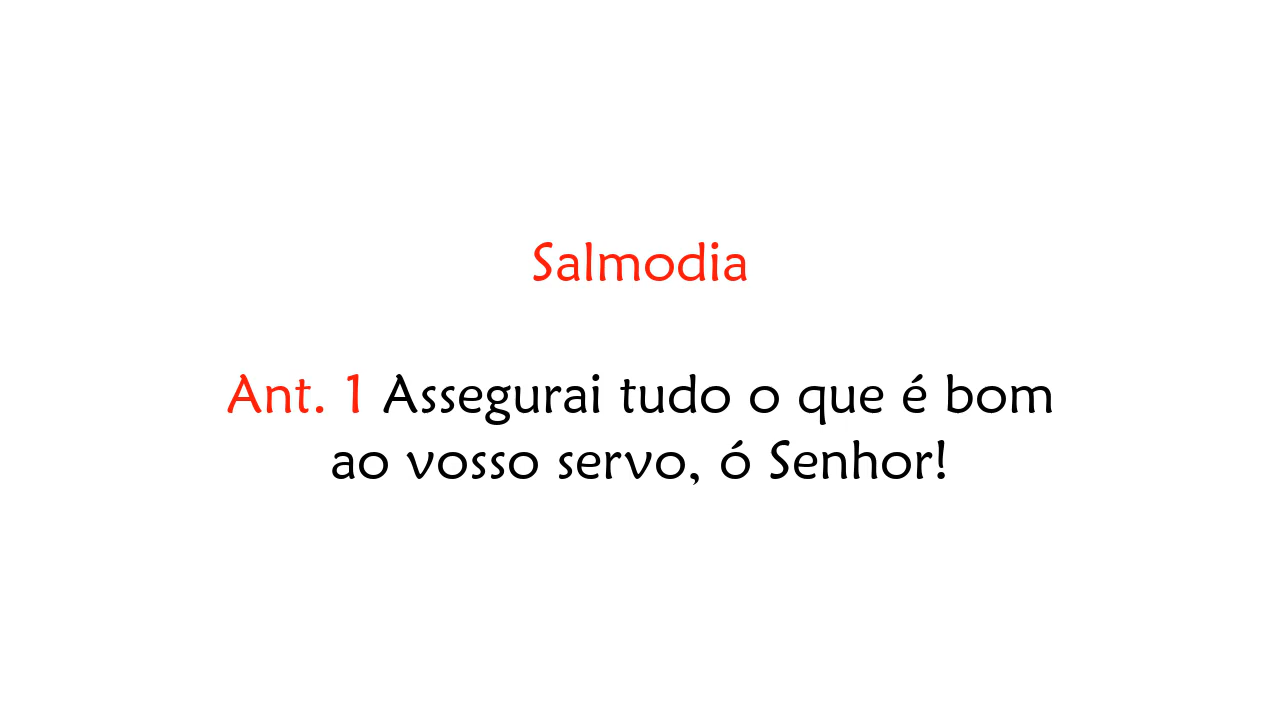 Salmodia
Ant. 1 Assegurai tudo o que é bom
ao vosso servo, ó Senhor!